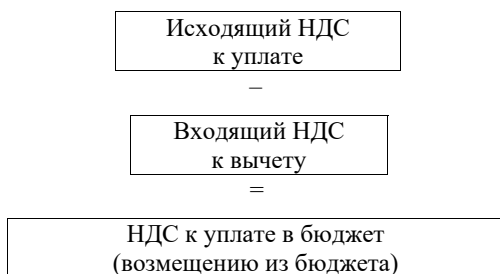 Исходящий НДС
к уплате
–
Входящий НДС
к вычету
=
НДС к уплате в бюджет
(возмещению из бюджета)